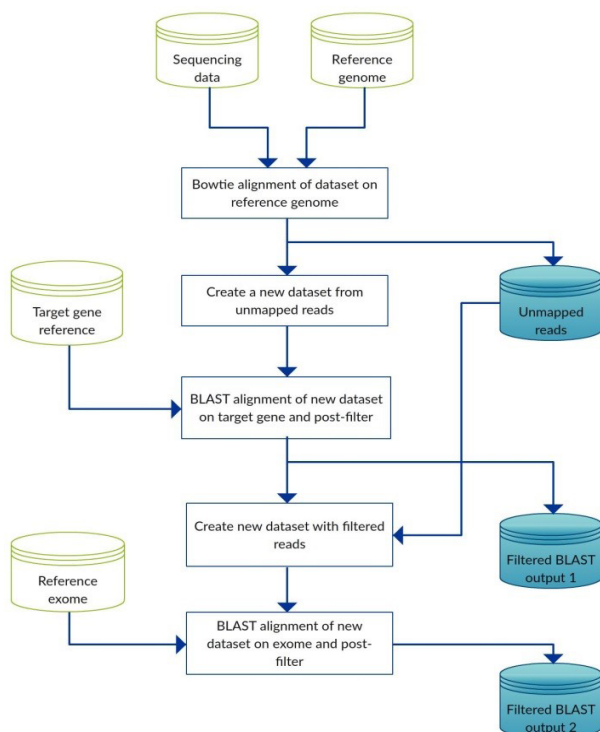 Sequencing
data
Reference
genome
Bowtie alignment of dataset on
reference genome
Target gene
reference
Create a new dataset from
unmapped reads
Unmapped
reads
BLAST alignment of new dataset
on target gene and post-filter
Create new dataset with filtered
reads
Filtered BLAST
output 1
Reference
exome
BLAST alignment of new
dataset on exome and post-
filter
Filtered BLAST
output 2